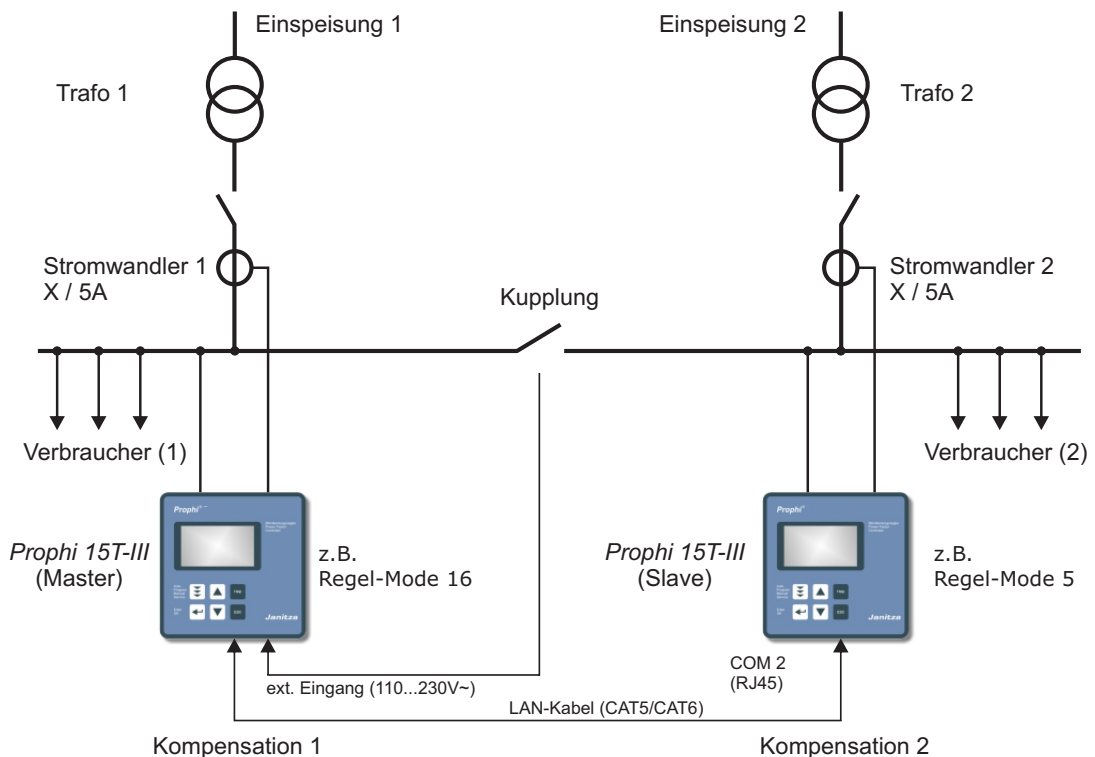 Einspeisung 1
Einspeisung 2
Trafo 1
Trafo 2
Stromwandler 1
X / 5A
Stromwandler 2
X / 5A
Kupplung
Verbraucher (1)
Verbraucher (2)
Prophi
Prophi
Prophi 15T-III
(Master)
z.B.
Regel-Mode 16
Prophi 15T-III
(Slave)
z.B.
Regel-Mode 5
Janitza
Janitza
ext. Eingang (110...230V~)
COM 2
(RJ45)
LAN-Kabel (CAT5/CAT6)
Kompensation 1
Kompensation 2